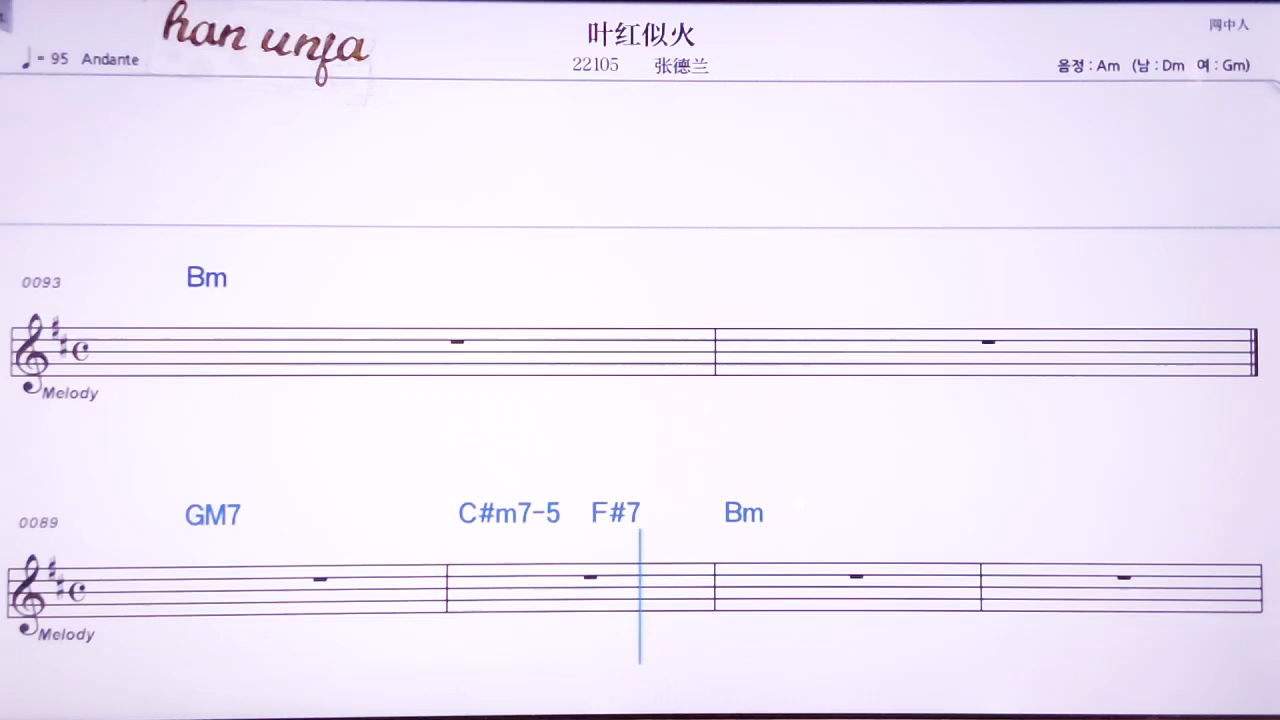 han unja
♩= 95 Andante
叶红似火
22105 张德兰
网中人
음정 : Am (남 : Dm 여 : Gm)
0093
Bm
Melody
0089
GM7 C#m7-5 F#7 Bm
Melody